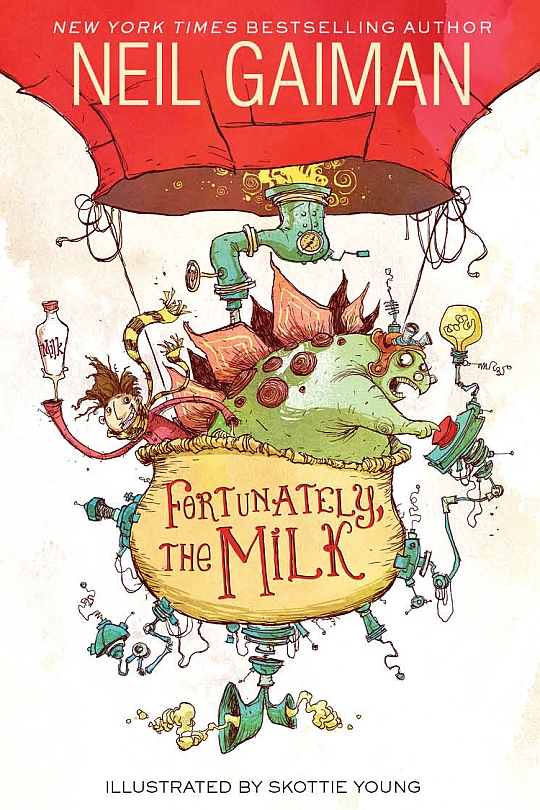 NEW YORK TIMES BESTSELLING AUTHOR
NEIL GAIMAN
Milk
FORTUNATELY,
THE MILK
ILLUSTRATED BY SKOTTIE YOUNG